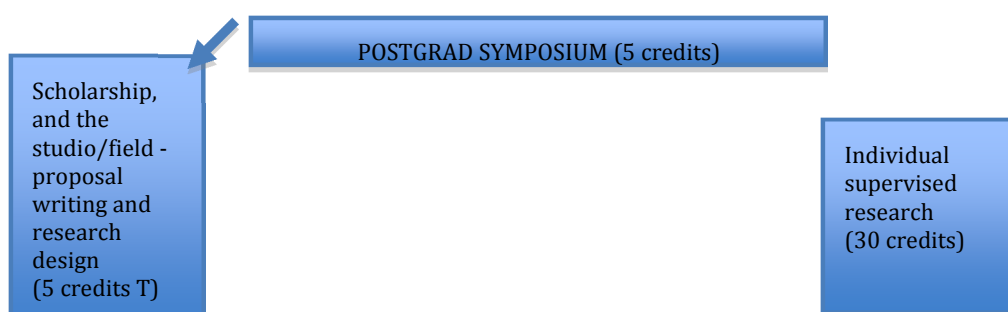 POSTGRAD SYMPOSIUM (5 credits)
Scholarship,
and the
studio/field -
proposal
writing and
research
design
(5 credits T)
Individual
supervised
research
(30 credits)